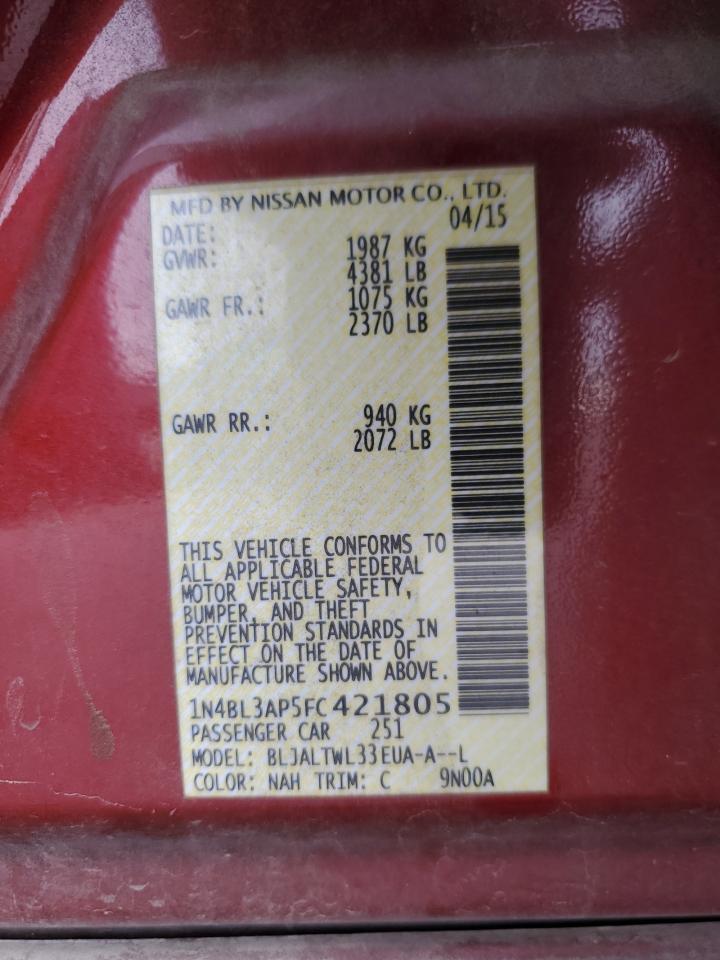 MFD BY NISSAN MOTOR CO., LTD.
DATE: 04/15
GVWR: 1987 KG
4381 LB
GAWR FR.: 1075 KG
2370 LB
GAWR RR.: 940 KG
2072 LB
THIS VEHICLE CONFORMS TO
ALL APPLICABLE FEDERAL
MOTOR VEHICLE SAFETY,
BUMPER, AND THEFT
PREVENTION STANDARDS IN
EFFECT ON THE DATE OF
MANUFACTURE SHOWN ABOVE.
1N4BL3AP5FC421805
PASSENGER CAR 251
MODEL: BLJALTWL33EUA-A--L
COLOR: NAH TRIM: C 9N00A